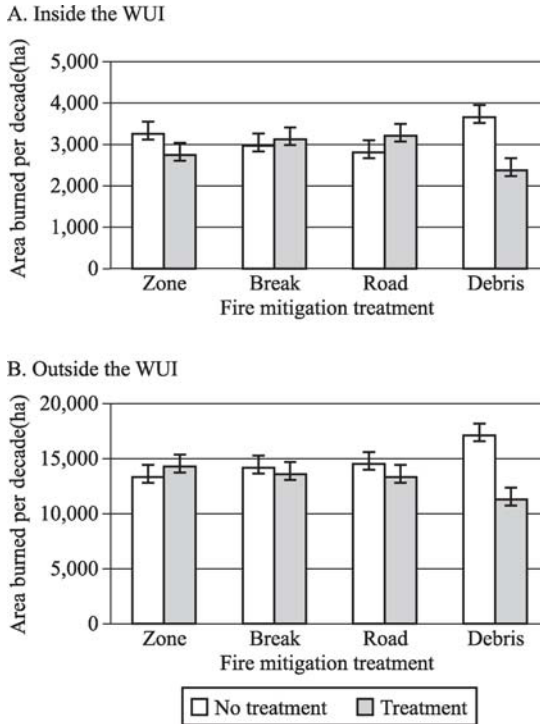 A. Inside the WUI
Area burned per decade(ha)
5,000
4,000
3,000
2,000
1,000
0
Zone Break Road Debris
Fire mitigation treatment
B. Outside the WUI
Area burned per decade(ha)
20,000
15,000
10,000
5,000
0
Zone Break Road Debris
Fire mitigation treatment
No treatment Treatment